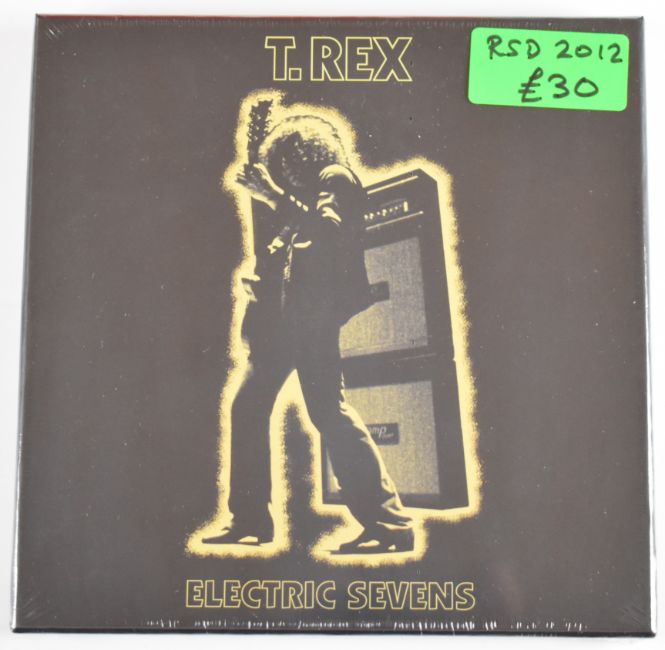 T. REX
RSD 2012
£30
ELECTRIC SEVENS